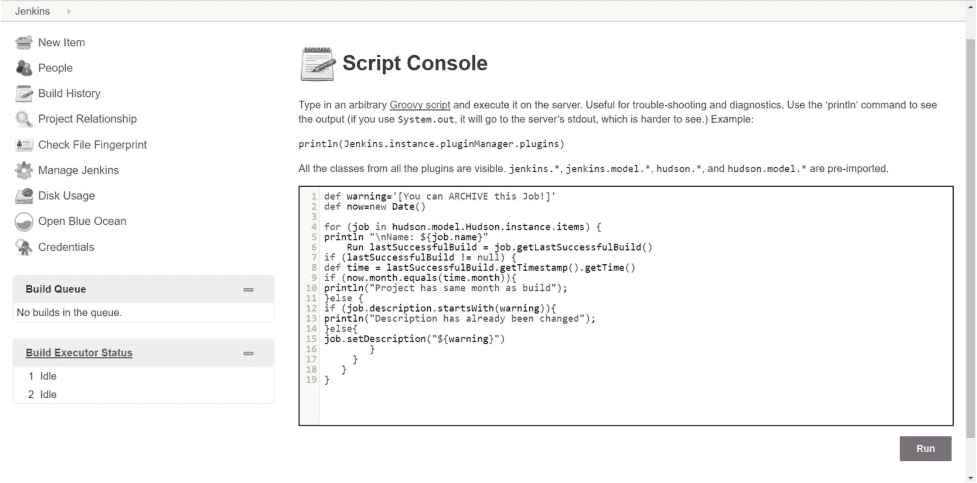 Jenkins
New Item
People
Build History
Project Relationship
Check File Fingerprint
Manage Jenkins
Disk Usage
Open Blue Ocean
Credentials
Build Queue
No builds in the queue.
Build Executor Status
1 Idle
2 Idle
Script Console
Type in an arbitrary Groovy script and execute it on the server. Useful for trouble-shooting and diagnostics. Use the 'println' command to see
the output (if you use System.out, it will go to the server's stdout, which is harder to see.) Example:
println(Jenkins.instance.pluginManager.plugins)
All the classes from all the plugins are visible. jenkins.*, jenkins.model.*, hudson.*, and hudson.model.* are pre-imported.
1 def warning='[You can ARCHIVE this Job!]'
2 def now=new Date()
3
4 for (job in hudson.model.Hudson.instance.items) {
5 println "\nName: ${job.name}"
6 Run lastSuccessfulBuild = job.getLastSuccessfulBuild()
7 if (lastSuccessfulBuild != null) {
8 def time = lastSuccessfulBuild.getTimestamp().getTime()
9 if (now.month.equals(time.month)){
10 println("Project has same month as build");
11 }else {
12 if (job.description.startsWith(warning)){
13 println("Description has already been changed");
14 }else{
15 job.setDescription("${warning}")
16 }
17 }
18 }
19 }
Run